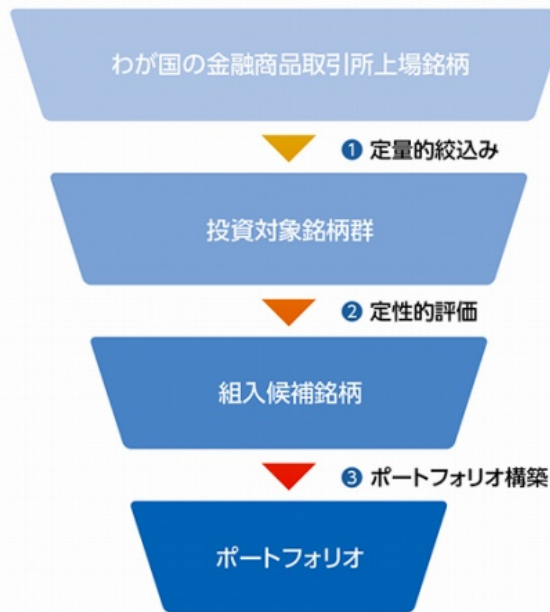 わが国の金融商品取引所上場銘柄
❶ 定量的絞込み
投資対象銘柄群
❷ 定性的評価
組入候補銘柄
❸ ポートフォリオ構築
ポートフォリオ